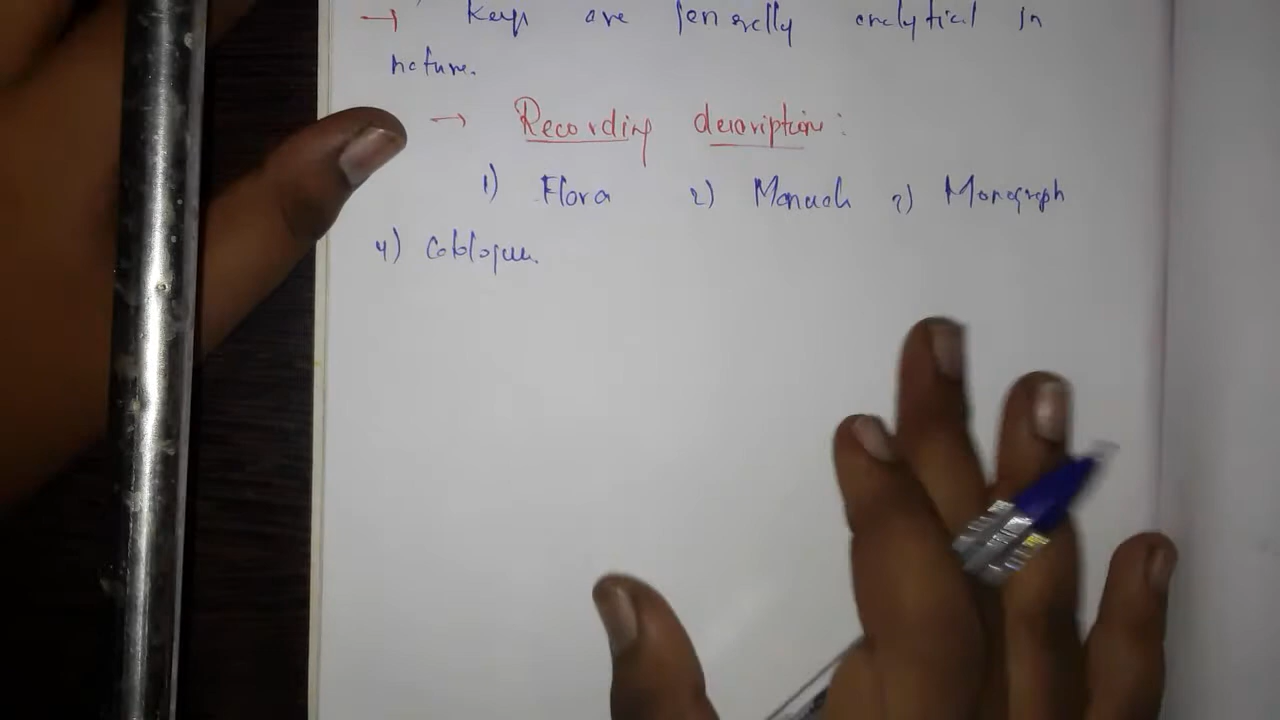 → Keys are generally analytical in
nature.
→ Recording description:
1) Flora 2) Manuals 3) Monograph
4) Catalogue.